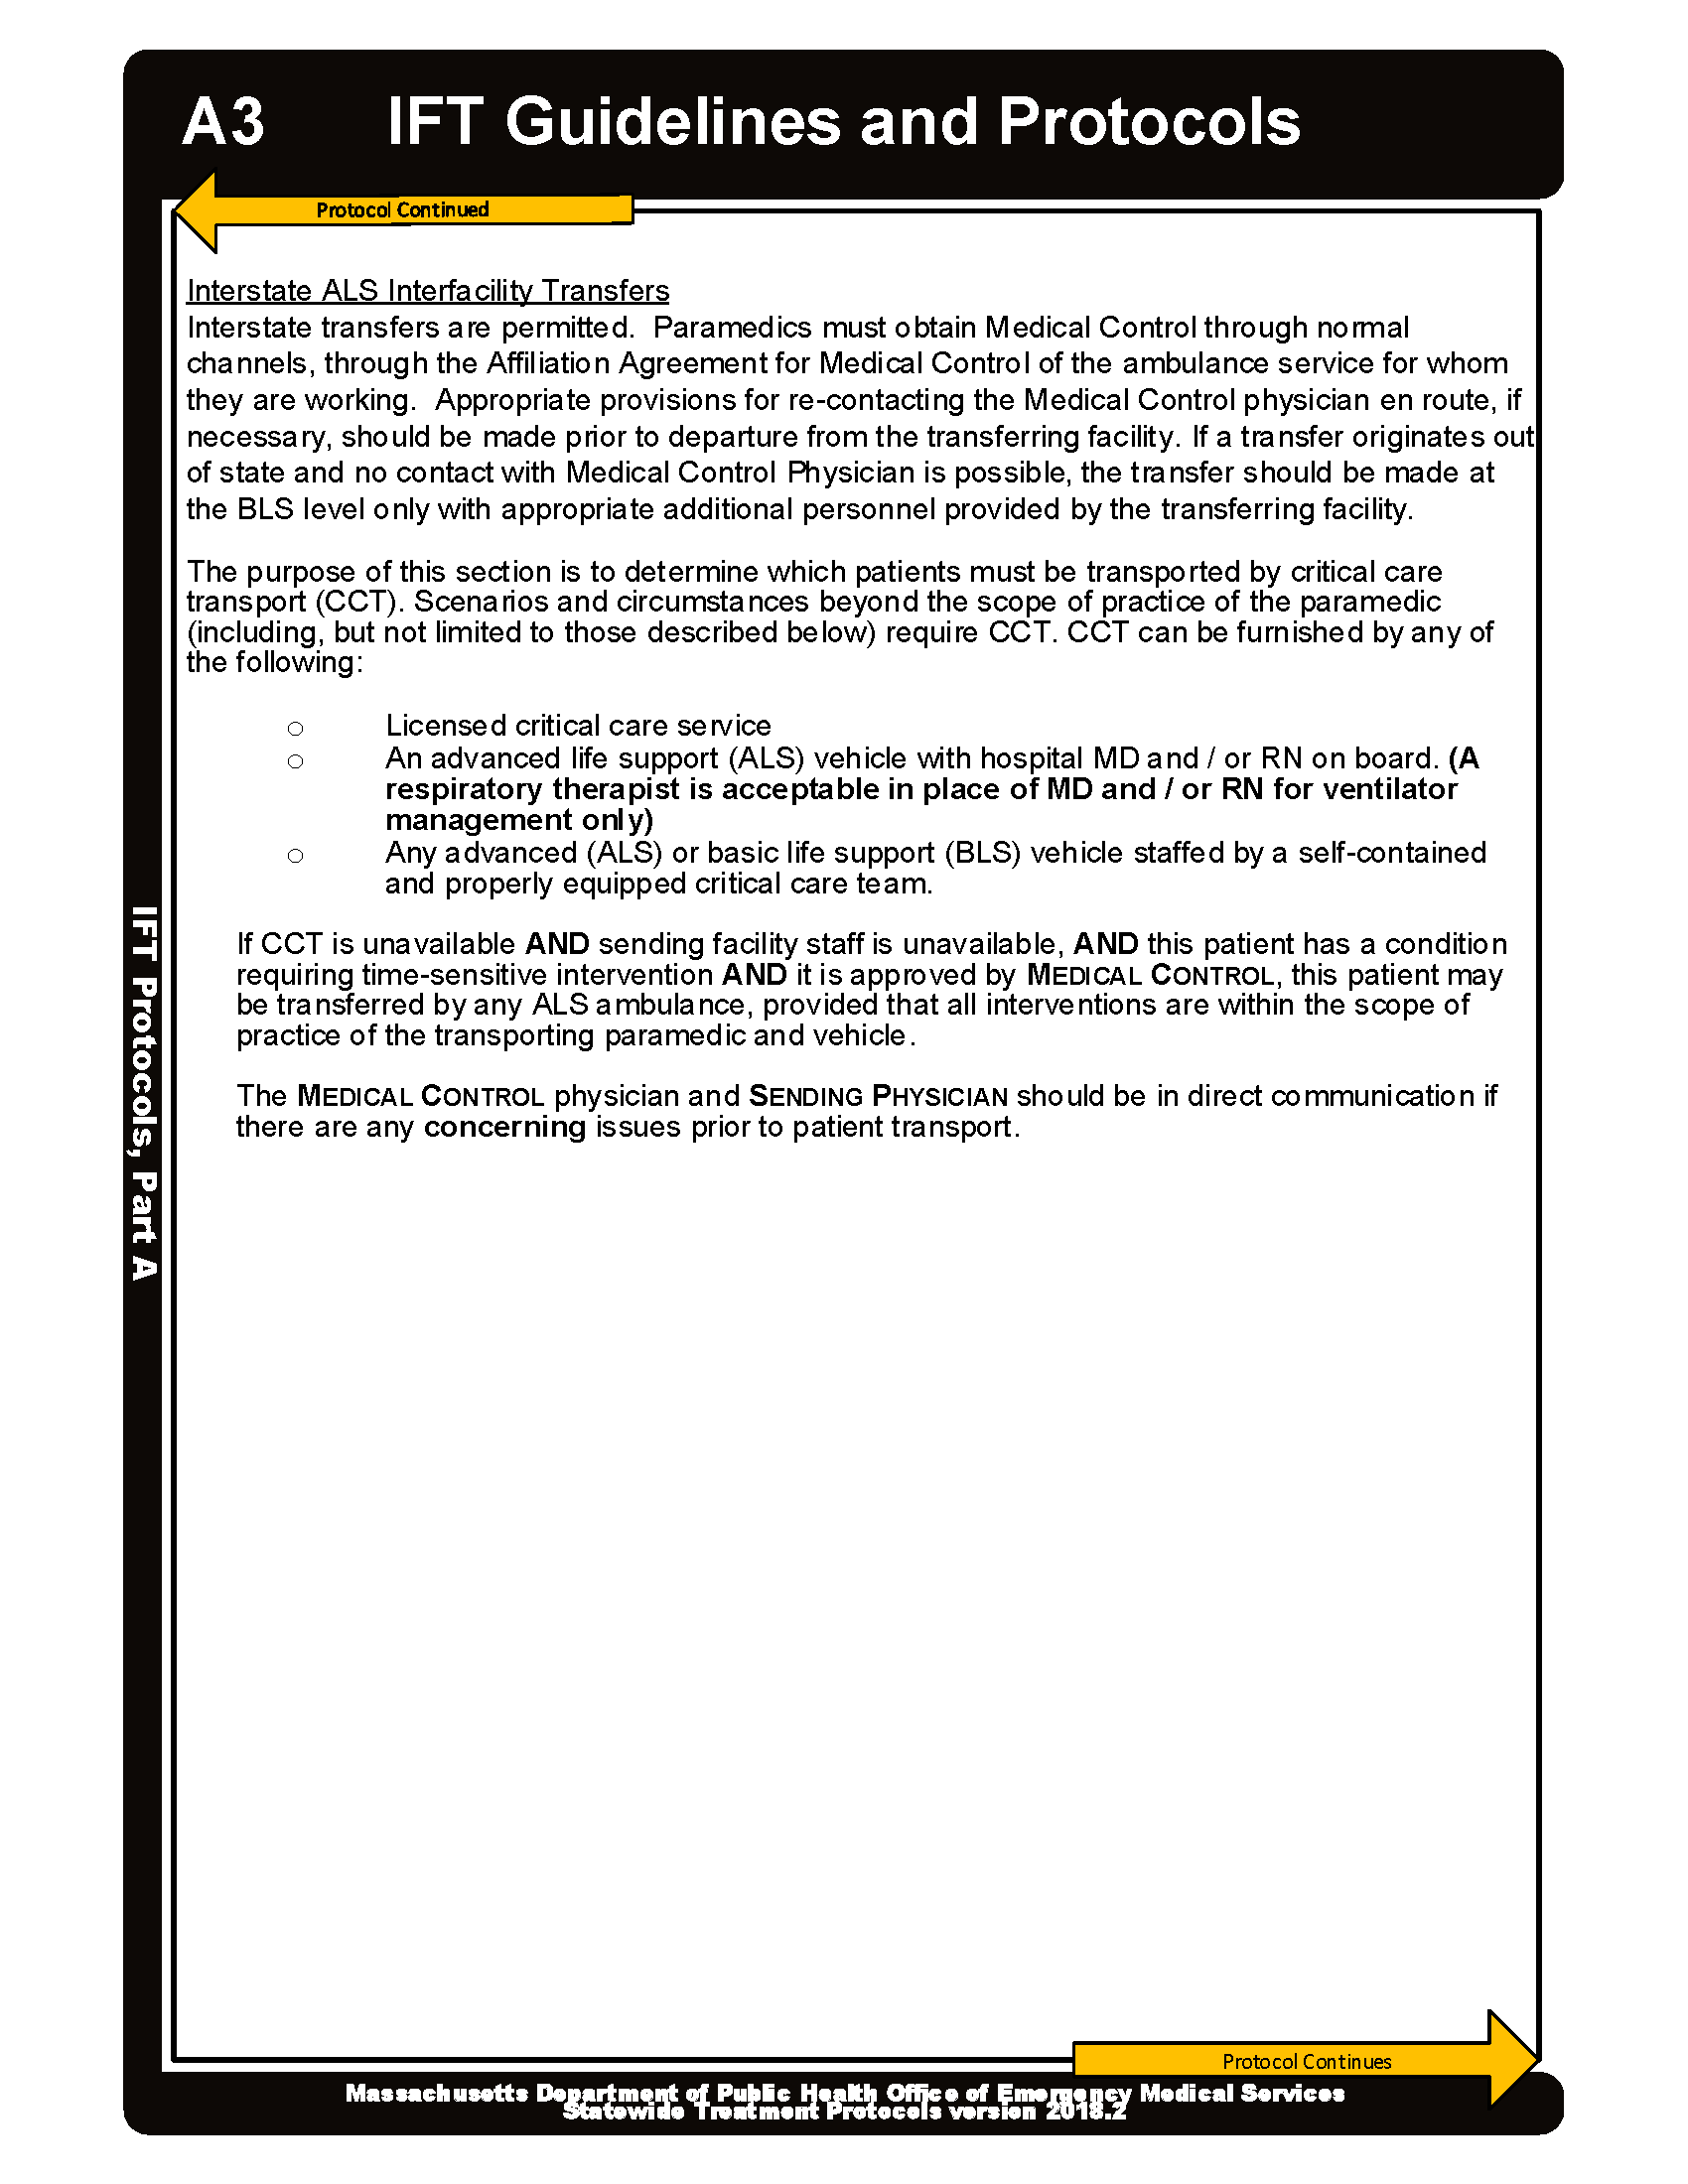 A3 IFT Guidelines and Protocols
Protocol Continued
Interstate ALS Interfacility Transfers
Interstate transfers are permitted. Paramedics must obtain Medical Control through normal
channels, through the Affiliation Agreement for Medical Control of the ambulance service for whom
they are working. Appropriate provisions for re-contacting the Medical Control physician en route, if
necessary, should be made prior to departure from the transferring facility. If a transfer originates out
of state and no contact with Medical Control Physician is possible, the transfer should be made at
the BLS level only with appropriate additional personnel provided by the transferring facility.
The purpose of this section is to determine which patients must be transported by critical care
transport (CCT). Scenarios and circumstances beyond the scope of practice of the paramedic
(including, but not limited to those described below) require CCT. CCT can be furnished by any of
the following:
○ Licensed critical care service
○ An advanced life support (ALS) vehicle with hospital MD and / or RN on board. (A
respiratory therapist is acceptable in place of MD and / or RN for ventilator
management only)
○ Any advanced (ALS) or basic life support (BLS) vehicle staffed by a self-contained
and properly equipped critical care team.
If CCT is unavailable AND sending facility staff is unavailable, AND this patient has a condition
requiring time-sensitive intervention AND it is approved by MEDICAL CONTROL, this patient may
be transferred by any ALS ambulance, provided that all interventions are within the scope of
practice of the transporting paramedic and vehicle.
The MEDICAL CONTROL physician and SENDING PHYSICIAN should be in direct communication if
there are any concerning issues prior to patient transport.
IFT Protocols, Part A
Protocol Continues
Massachusetts Department of Public Health Office of Emergency Medical Services
Statewide Treatment Protocols version 2018.2